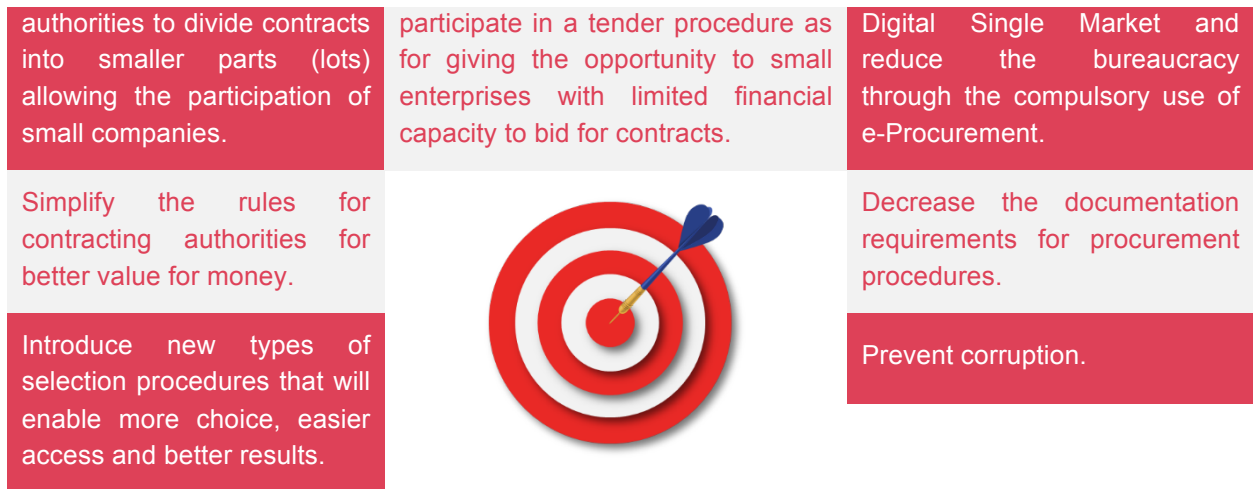 authorities to divide contracts
into smaller parts (lots)
allowing the participation of
small companies.
participate in a tender procedure as
for giving the opportunity to small
enterprises with limited financial
capacity to bid for contracts.
Digital Single Market and
reduce the bureaucracy
through the compulsory use of
e-Procurement.
Simplify the rules for
contracting authorities for
better value for money.
Decrease the documentation
requirements for procurement
procedures.
Introduce new types of
selection procedures that will
enable more choice, easier
access and better results.
Prevent corruption.